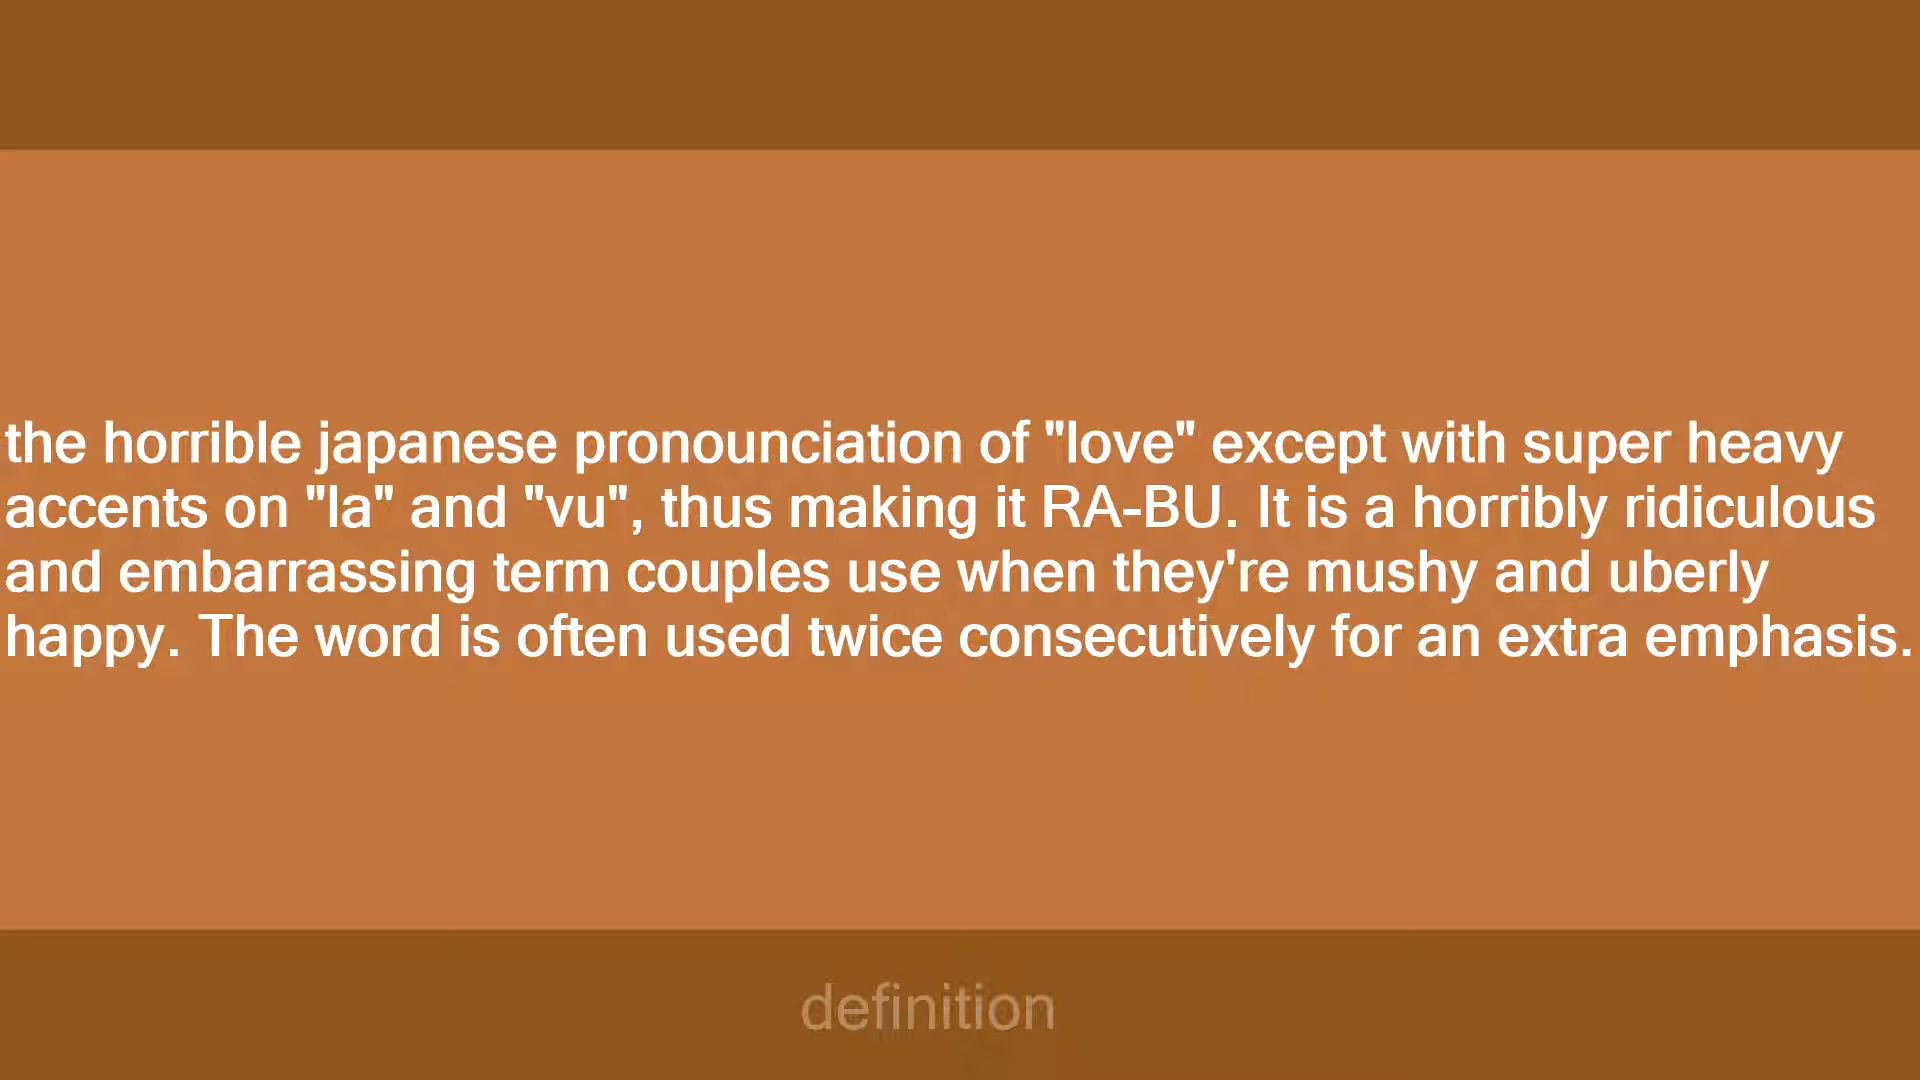 the horrible japanese pronounciation of "love" except with super heavy
accents on "la" and "vu", thus making it RA-BU. It is a horribly ridiculous
and embarrassing term couples use when they're mushy and uberly
happy. The word is often used twice consecutively for an extra emphasis.
definition